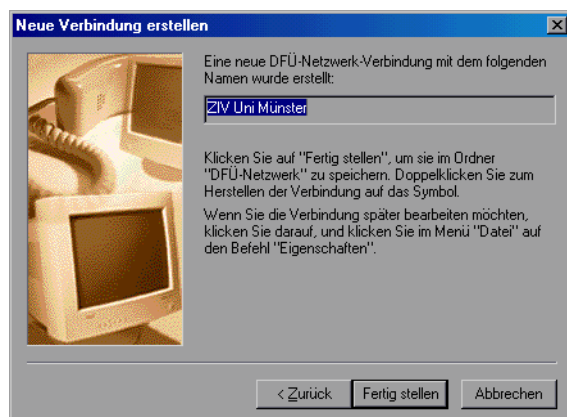 Neue Verbindung erstellen
Eine neue DFÜ-Netzwerk-Verbindung mit dem folgenden
Namen wurde erstellt:
ZIV Uni Münster
Klicken Sie auf "Fertig stellen", um sie im Ordner
"DFÜ-Netzwerk" zu speichern. Doppelklicken Sie zum
Herstellen der Verbindung auf das Symbol.
Wenn Sie die Verbindung später bearbeiten möchten,
klicken Sie darauf, und klicken Sie im Menü "Datei" auf
den Befehl "Eigenschaften".
< Zurück Fertig stellen Abbrechen